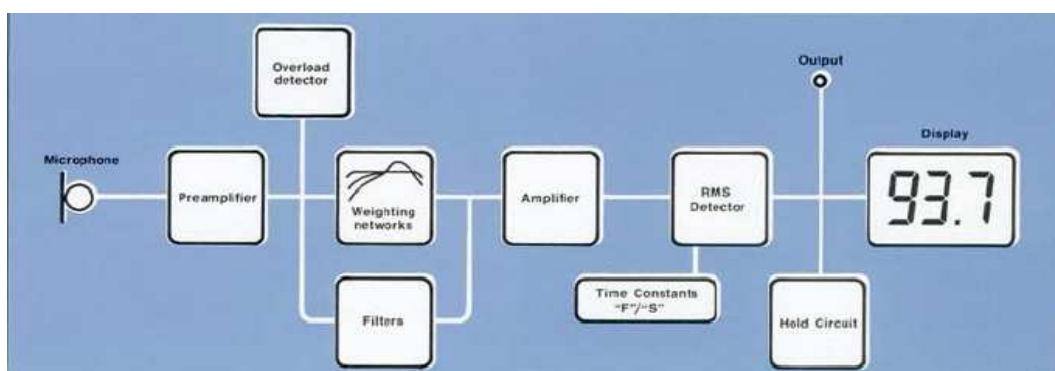 Overload
detector
Output
Microphone
Display
Preamplifier
Weighting
networks
Amplifier
RMS
Detector
93.7
Time Constants
"F"/"S"
Filters
Hold Circuit